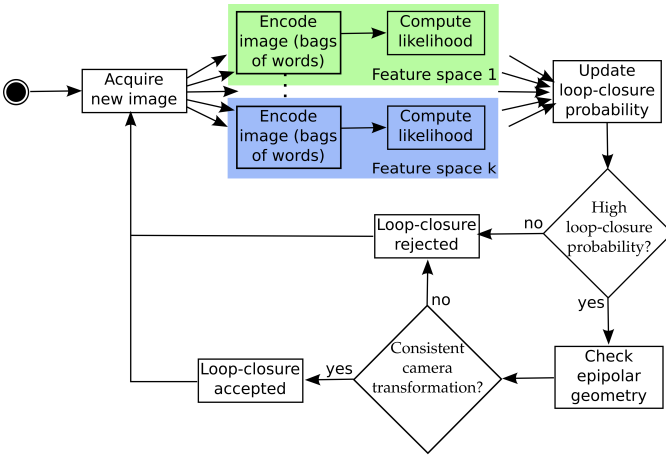 Acquire
new image
Encode
image (bags
of words)
Compute
likelihood
Feature space 1
Encode
image (bags
of words)
Compute
likelihood
Feature space k
Update
loop-closure
probability
High
loop-closure
probability?
no
yes
Loop-closure
rejected
Check
epipolar
geometry
Consistent
camera
transformation?
no
yes
Loop-closure
accepted